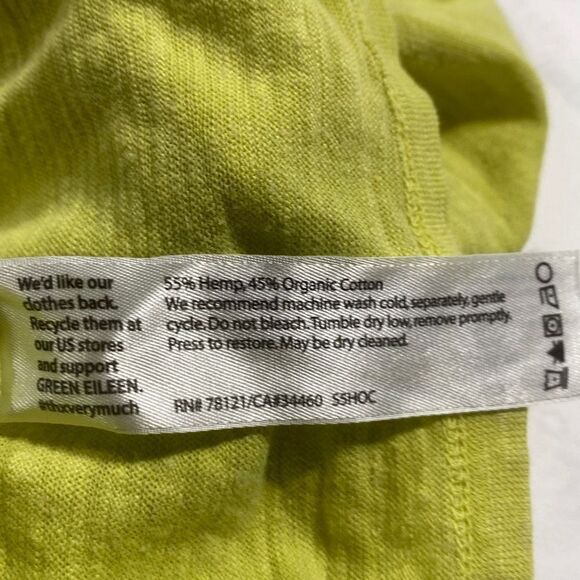 We'd like our
clothes back.
Recycle them at
our US stores
and support
GREEN EILEEN.
#thxverymuch
55% Hemp, 45% Organic Cotton
We recommend machine wash cold, separately, gentle
cycle. Do not bleach. Tumble dry low, remove promptly.
Press to restore. May be dry cleaned.
RN# 78121/CA#34460 S5HOC